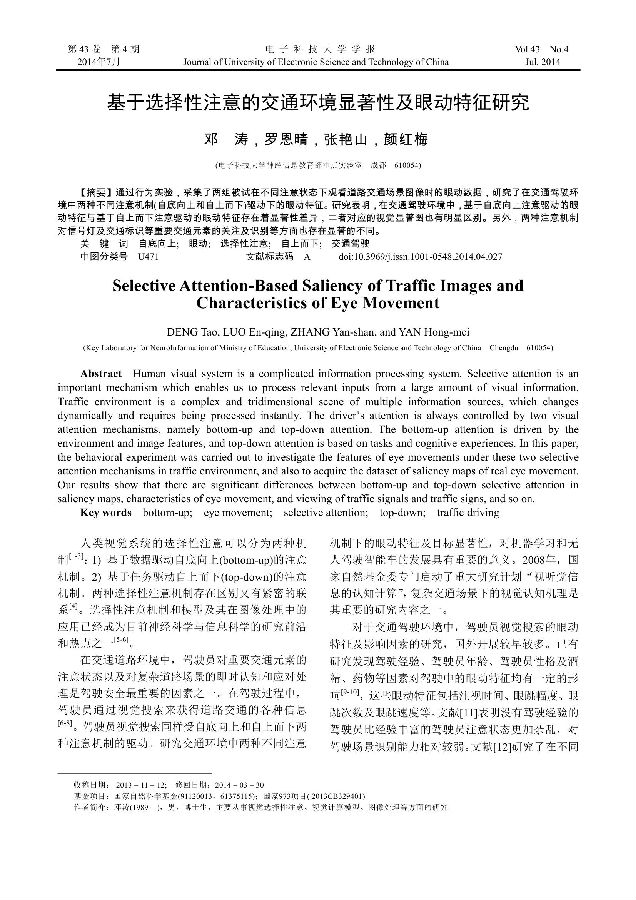 第 43 卷 第 4 期 电 子 科 技 大 学 学 报 Vol.43 No.4
2014年7月 Journal of University of Electronic Science and Technology of China Jul. 2014
基于选择性注意的交通环境显著性及眼动特征研究
邓 涛,罗恩晴,张艳山,颜红梅
(电子科技大学神经信息教育部重点实验室 成都 610054)
【摘要】通过行为实验,采集了两组被试在不同注意状态下观看道路交通场景图像时的眼动数据,研究了在交通驾驶环
境中两种不同注意机制(自底向上和自上而下)驱动下的眼动特征。研究表明,在交通驾驶环境中,基于自底向上注意驱动的眼
动特征与基于自上而下注意驱动的眼动特征存在着显著性差异,二者对应的视觉显著图也有明显区别。另外,两种注意机制
对信号灯及交通标识等重要交通元素的关注及识别等方面也存在显著的不同。
关 键 词 自底向上; 眼动; 选择性注意; 自上而下; 交通驾驶
中图分类号 U471 文献标志码 A doi:10.3969/j.issn.1001-0548.2014.04.027
Selective Attention-Based Saliency of Traffic Images and
Characteristics of Eye Movement
DENG Tao, LUO En-qing, ZHANG Yan-shan, and YAN Hong-mei
(Key Laboratory for NeuroInformation of Ministry of Education, University of Electronic Science and Technology of China Chengdu 610054)
Abstract Human visual system is a complicated information processing system. Selective attention is an
important mechanism which enables us to process relevant inputs from a large amount of visual information.
Traffic environment is a complex and tridimensional scene of multiple information sources, which changes
dynamically and requires being processed instantly. The driver's attention is always controlled by two visual
attention mechanisms, namely bottom-up and top-down attention. The bottom-up attention is driven by the
environment and image features, and top-down attention is based on tasks and cognitive experiences. In this paper,
the behavioral experiment was carried out to investigate the features of eye movements under these two selective
attention mechanisms in traffic environment, and also to acquire the dataset of saliency maps of real eye movement.
Our results show that there are significant differences between bottom-up and top-down selective attention in
saliency maps, characteristics of eye movement, and viewing of traffic signals and traffic signs, and so on.
Key words bottom-up; eye movement; selective attention; top-down; traffic driving
人类视觉系统的选择性注意可以分为两种机
制:1) 基于数据驱动自底向上(bottom-up)的注意
机制。2) 基于任务驱动自上而下(top-down)的注意
机制。两种选择性注意机制存在区别又有紧密的联
系。选择性注意机制和模型及其在图像处理中的
应用已经成为目前神经科学与信息科学的研究前沿
和热点之一[5-6]。
在交通道路环境中,驾驶员对重要交通元素的
注意状态以及对复杂道路场景的即时认知和应对处
理是驾驶安全最重要的因素之一。在驾驶过程中,
驾驶员通过视觉搜索来获得道路交通的各种信息
[6-8]。驾驶员视觉搜索同样受自底向上和自上而下两
种注意机制的驱动。研究交通环境中两种不同注意
机制下的眼动特征及目标显著性,对机器学习和无
人驾驶智能车的发展具有重要的意义。2008年,国
家自然基金委专门启动了重大研究计划“视听觉信
息的认知计算”,复杂交通场景下的视觉认知机理是
其重要的研究内容之一。
对于交通驾驶环境中,驾驶员视觉搜索的眼动
特征及影响因素的研究,国外开展较早较多。已有
研究发现驾驶经验、驾驶员年龄、驾驶员性格及酒
精、药物等因素对驾驶中的眼动特征均有一定的影
响[9-10]。这些眼动特征包括注视时间、眼跳幅度、眼
跳次数及眼跳速度等。文献[11]表明没有驾驶经验的
驾驶员比经验丰富的驾驶员注意状态更加杂乱,对
驾驶场景识别能力相对较弱。文献[12]研究了在不同
收稿日期: 2013-11-12; 修回日期:2014-03-30
基金项目:国家自然科学基金(91120013,61375115);国家973项目(2013CB329401)
作者简介:邓涛(1989-),男,博士生,主要从事视觉选择性注意、视觉计算模型、图像处理等方面的研究.